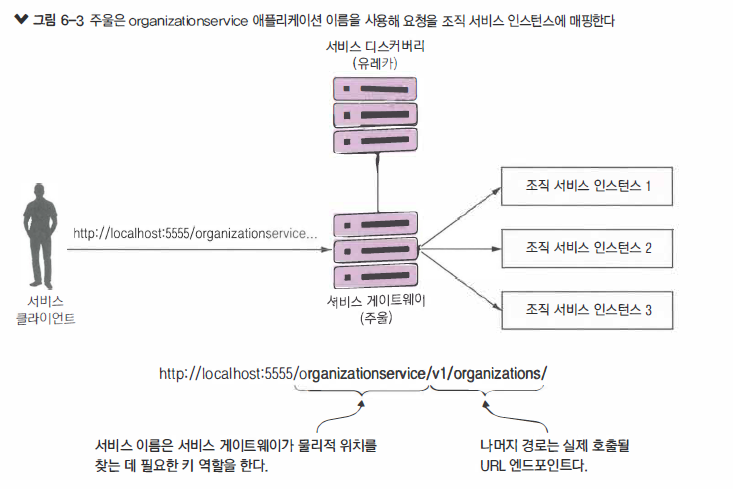 그림 6-3 주울은 organizationservice 애플리케이션 이름을 사용해 요청을 조직 서비스 인스턴스에 매핑한다
서비스 디스커버리
(유레카)
조직 서비스 인스턴스 1
http://localhost:5555/organizationservice...
조직 서비스 인스턴스 2
서비스
클라이언트
서비스 게이트웨이
(주울)
조직 서비스 인스턴스 3
http://localhost:5555/organizationservice/v1/organizations/
서비스 이름은 서비스 게이트웨이가 물리적 위치를
찾는 데 필요한 키 역할을 한다.
나머지 경로는 실제 호출될
URL 엔드포인트다.